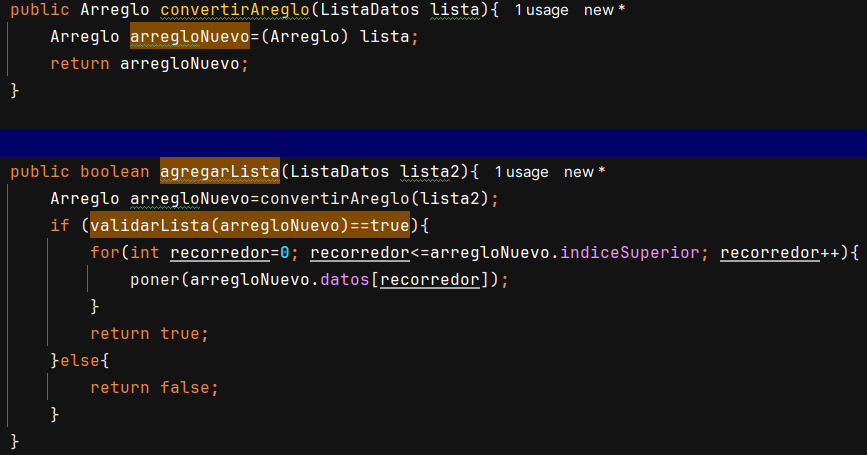 public Arreglo convertirAreglo(ListaDatos lista){ 1 usage new *
Arreglo arregloNuevo=(Arreglo) lista;
return arregloNuevo;
}
public boolean agregarLista(ListaDatos lista2){ 1 usage new *
Arreglo arregloNuevo=convertirAreglo(lista2);
if (validarLista(arregloNuevo)==true){
for(int recorredor=0; recorredor<=arregloNuevo.indiceSuperior; recorredor++){
poner(arregloNuevo.datos[recorredor]);
}
return true;
}else{
return false;
}
}